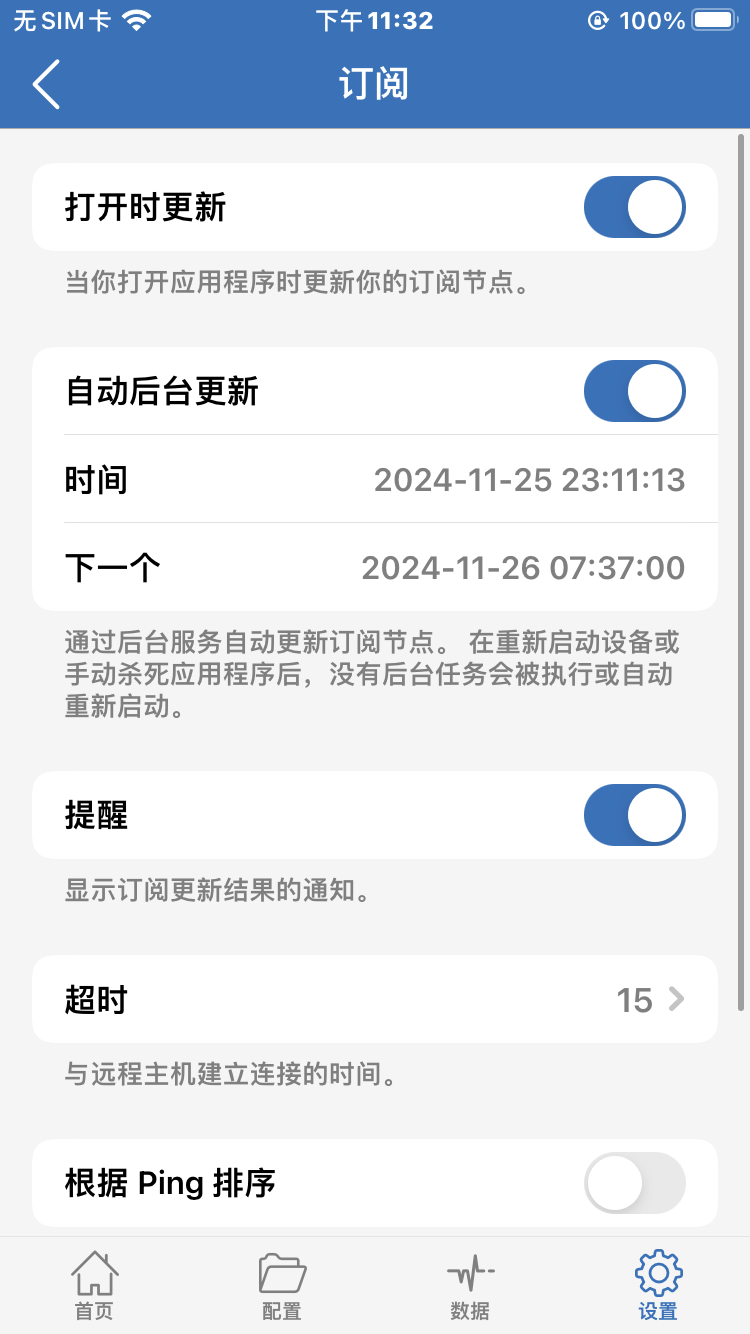 无SIM卡 下午11:32 100%
订阅
打开时更新
当你打开应用程序时更新你的订阅节点。
自动后台更新
时间 2024-11-25 23:11:13
下一个 2024-11-26 07:37:00
通过后台服务自动更新订阅节点。 在重新启动设备或
手动杀死应用程序后，没有后台任务会被执行或自动
重新启动。
提醒
显示订阅更新结果的通知。
超时 15
与远程主机建立连接的时间。
根据 Ping 排序
首页 配置 数据 设置